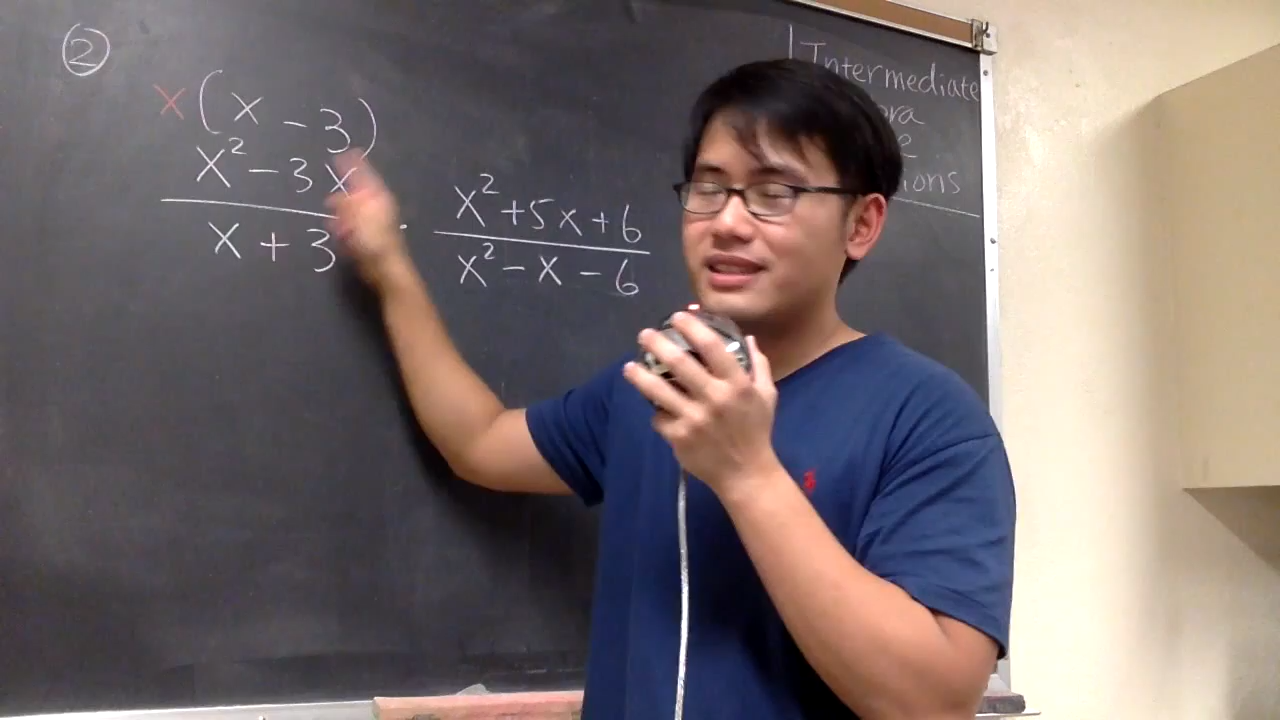 ②
x(x - 3)
x² - 3x
x + 3
·
x² + 5x + 6
x² - x - 6
Intermediate